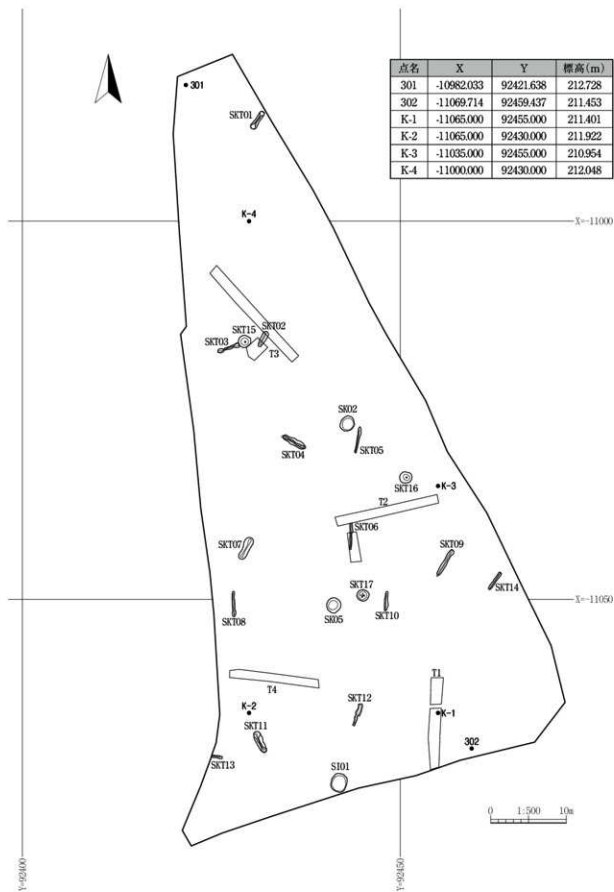 点名 X Y 標高(m)
301 -10982.033 92421.638 212.728
302 -11069.714 92459.437 211.453
K-1 -11065.000 92455.000 211.401
K-2 -11065.000 92430.000 211.922
K-3 -11035.000 92455.000 210.954
K-4 -11000.000 92430.000 212.048
301
SKT01
K-4
X=-11000
SKT15
SKT02
SKT03
T3
SK02
SKT04
SKT05
SKT16
K-3
T2
SKT06
SKT07
SKT09
SKT14
SKT17
X=-11050
SKT08
SK05
SKT10
T1
T4
K-2
SKT12
K-1
SKT11
302
SKT13
SI01
0 1:500 10m
Y=92400
Y=92450